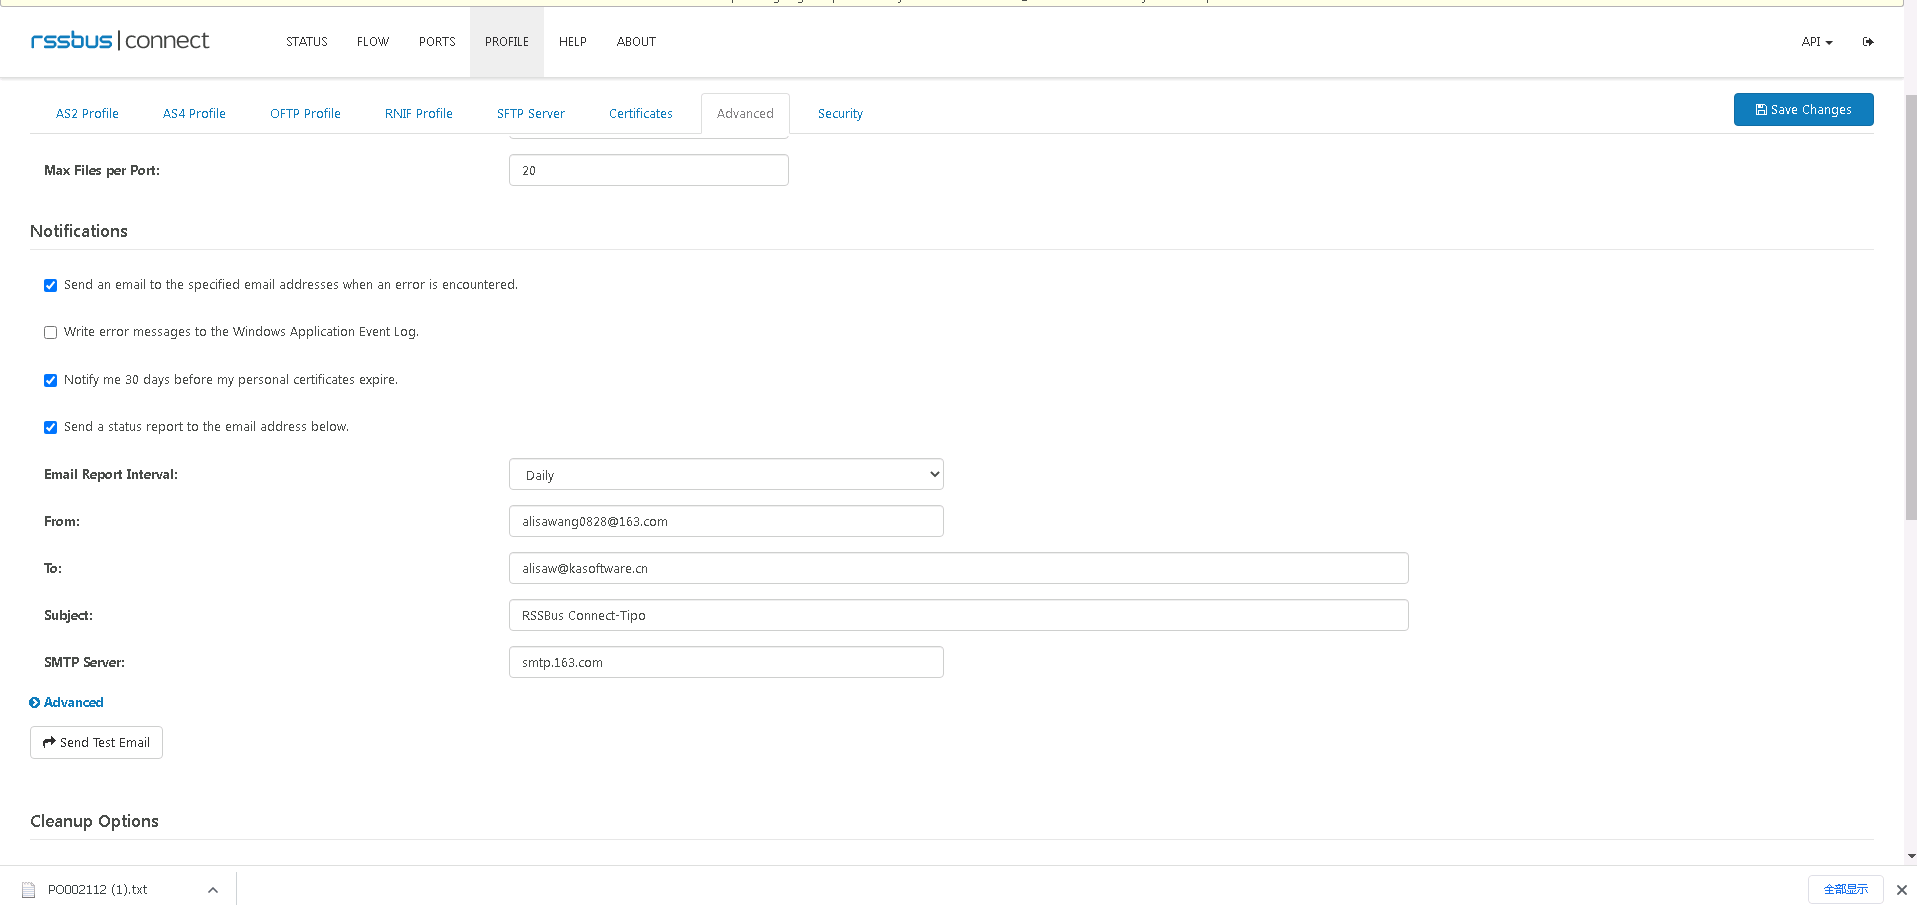 rssbus|connect STATUS FLOW PORTS PROFILE HELP ABOUT API
AS2 Profile AS4 Profile OFTP Profile RNIF Profile SFTP Server Certificates Advanced Security Save Changes
Max Files per Port: 20
Notifications
Send an email to the specified email addresses when an error is encountered.
Write error messages to the Windows Application Event Log.
Notify me 30 days before my personal certificates expire.
Send a status report to the email address below.
Email Report Interval: Daily
From: alisawang0828@163.com
To: alisaw@kasoftware.cn
Subject: RSSBus Connect-Tipo
SMTP Server: smtp.163.com
Advanced
Send Test Email
Cleanup Options
PO002112 (1).txt 全部显示